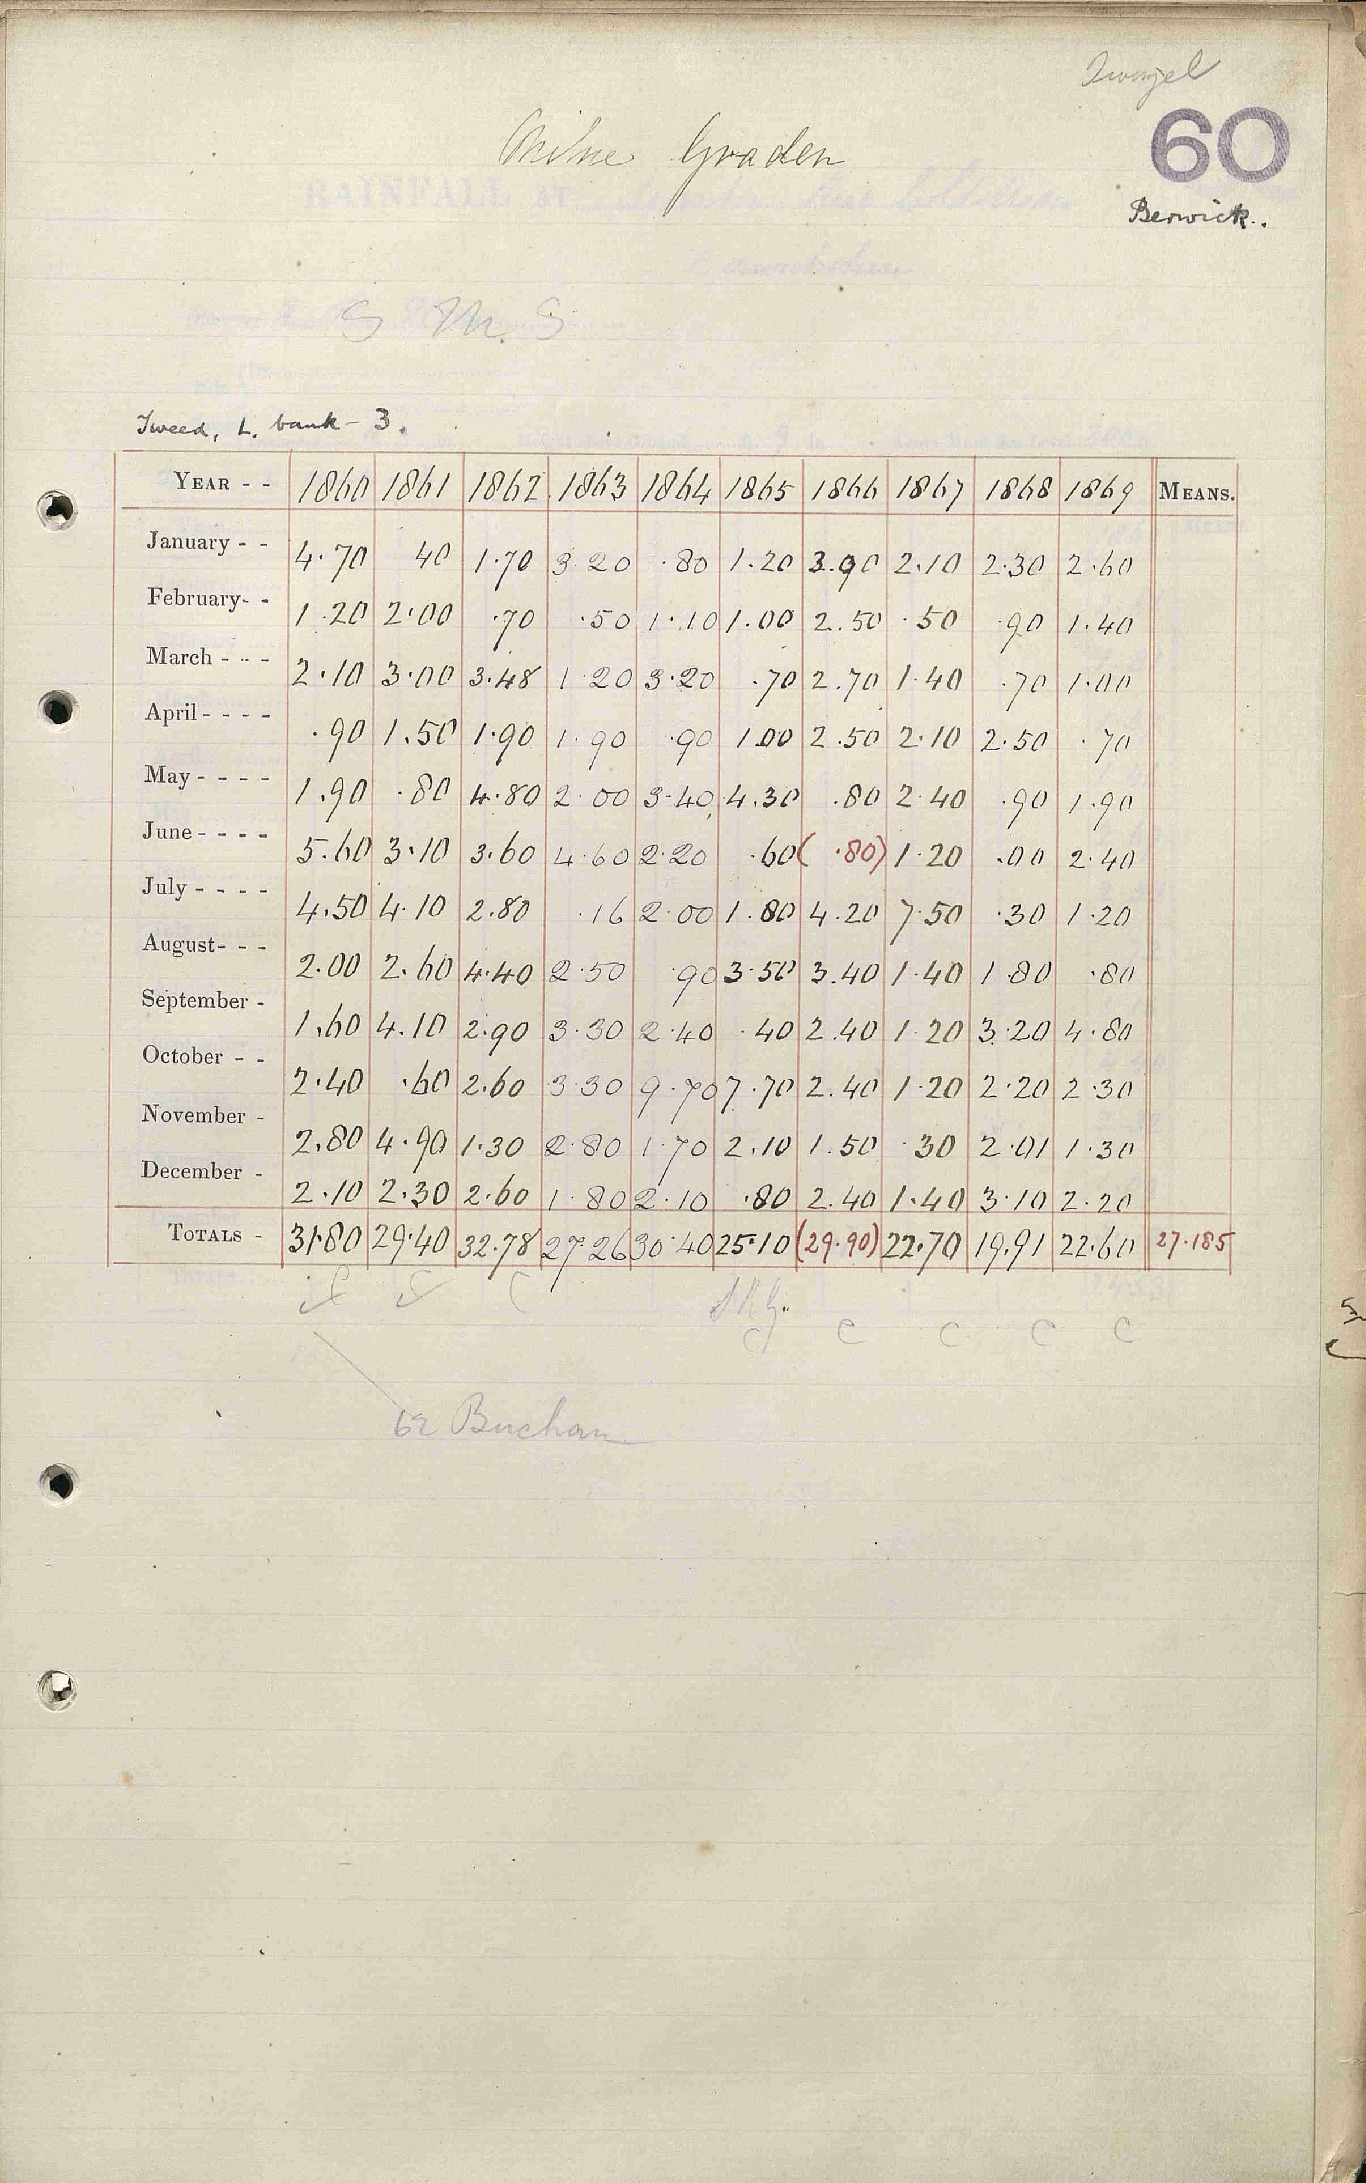 Twizel
60
Milne Graden
RAINFALL AT
Berwick.
S M S
Tweed, L. bank - 3.
YEAR - - 1860 1861 1862 1863 1864 1865 1866 1867 1868 1869 MEANS.
January - - 4.70 40 1.70 3.20 .80 1.20 3.90 2.10 2.30 2.60
February- - 1.20 2.00 .70 .50 1.10 1.00 2.50 .50 .90 1.40
March - - - 2.10 3.00 3.48 1.20 3.20 .70 2.70 1.40 .70 1.00
April - - - - .90 1.50 1.90 1.90 .90 1.00 2.50 2.10 2.50 .70
May - - - - 1.90 .80 4.80 2.00 3.40 4.30 .80 2.40 .90 1.90
June - - - - 5.60 3.10 3.60 4.60 2.20 .60 (.80) 1.20 .00 2.40
July - - - - 4.50 4.10 2.80 .16 2.00 1.80 4.20 7.50 .30 1.20
August- - - 2.00 2.60 4.40 2.50 .90 3.50 3.40 1.40 1.80 .80
September - 1.60 4.10 2.90 3.30 2.40 .40 2.40 1.20 3.20 4.80
October - - 2.40 .60 2.60 3.30 9.70 7.70 2.40 1.20 2.20 2.30
November - 2.80 4.90 1.30 2.80 1.70 2.10 1.50 .30 2.01 1.30
December - 2.10 2.30 2.60 1.80 2.10 .80 2.40 1.40 3.10 2.20
TOTALS - 31.80 29.40 32.78 27.26 30.40 25.10 (29.90) 22.70 19.91 22.60 27.185
C C C C C C
62 Buchan